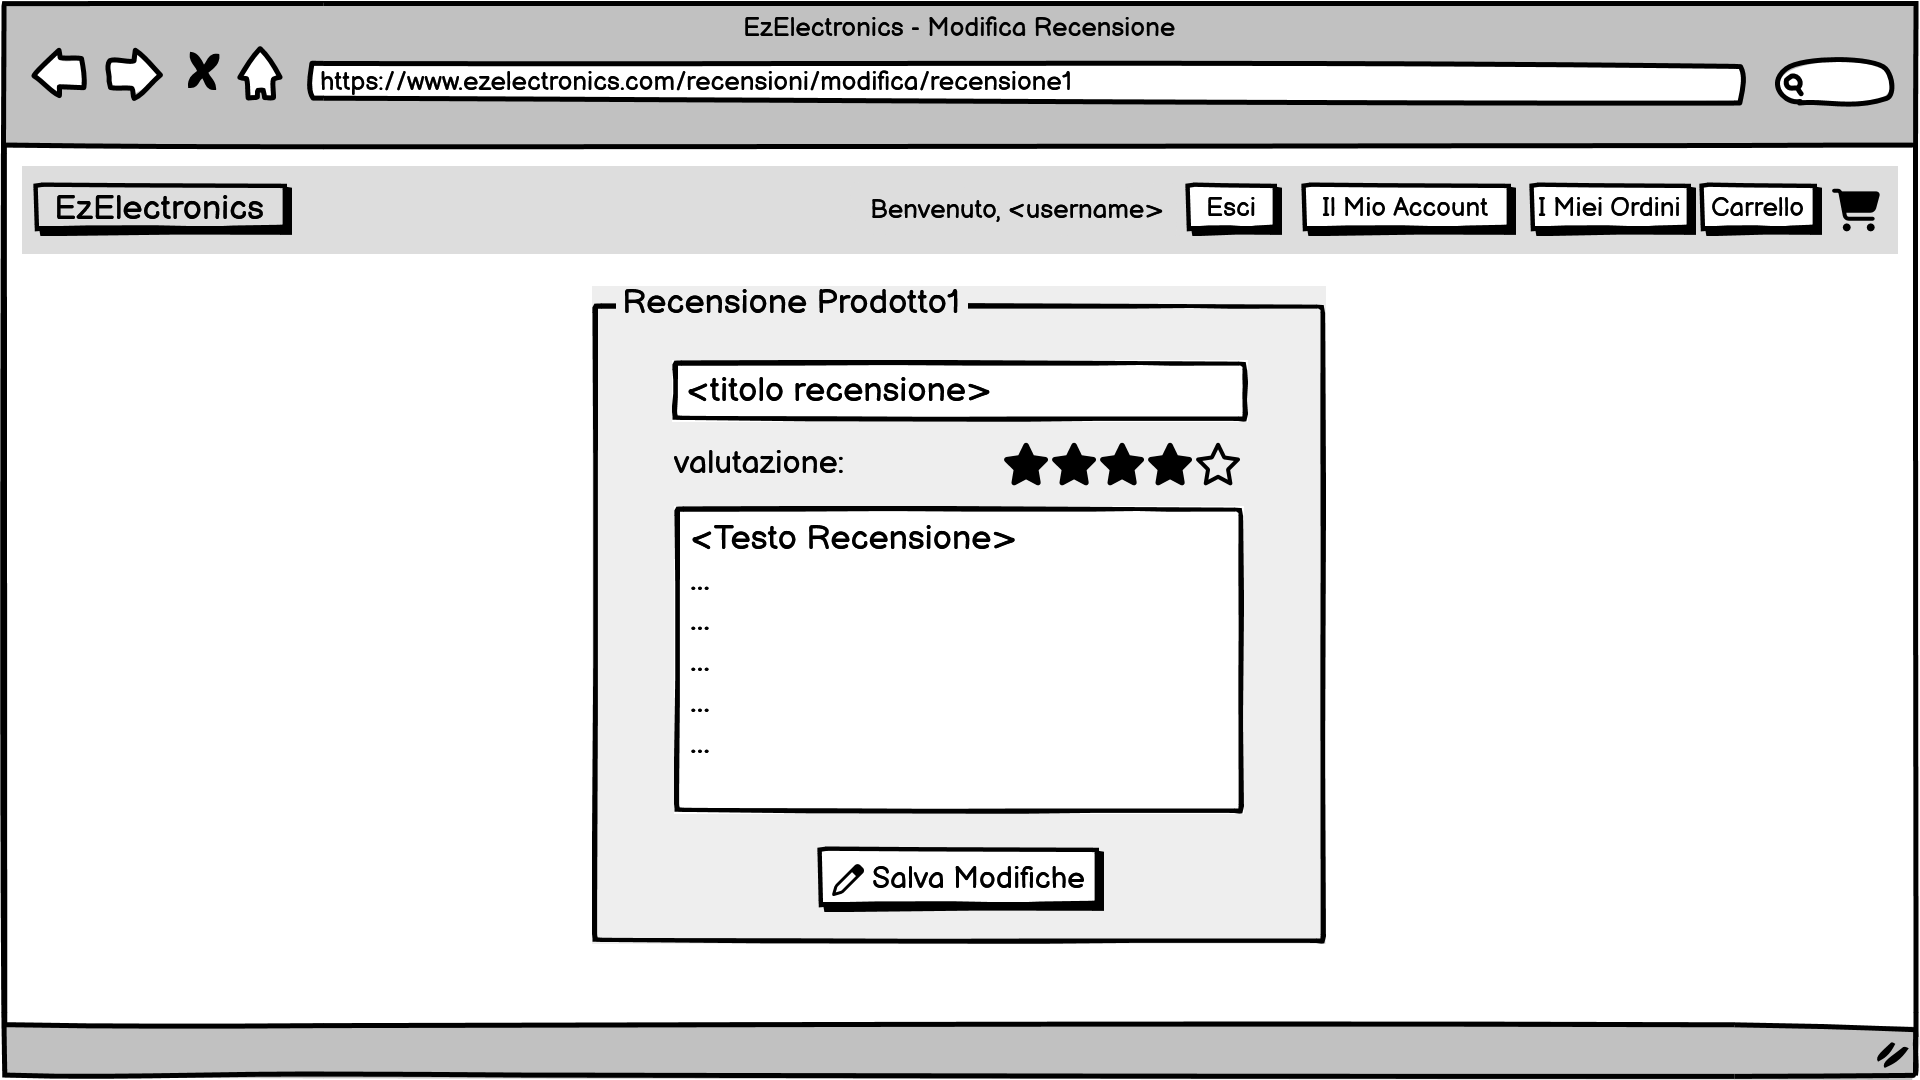 EzElectronics - Modifica Recensione
https://www.ezelectronics.com/recensioni/modifica/recensione1
EzElectronics
Benvenuto, <username>
Esci
Il Mio Account
I Miei Ordini
Carrello
Recensione Prodotto1
<titolo recensione>
valutazione:
<Testo Recensione>
...
...
...
...
...
Salva Modifiche